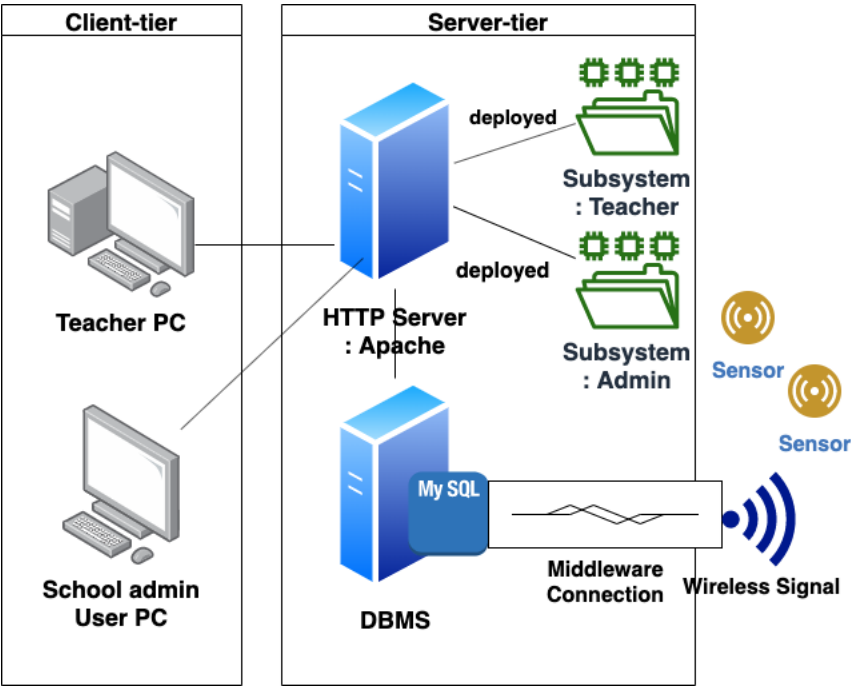 Client-tier
Server-tier
deployed
Subsystem
: Teacher
deployed
Teacher PC
HTTP Server
: Apache
Subsystem
: Admin
Sensor
Sensor
My SQL
School admin
User PC
DBMS
Middleware
Connection
Wireless Signal